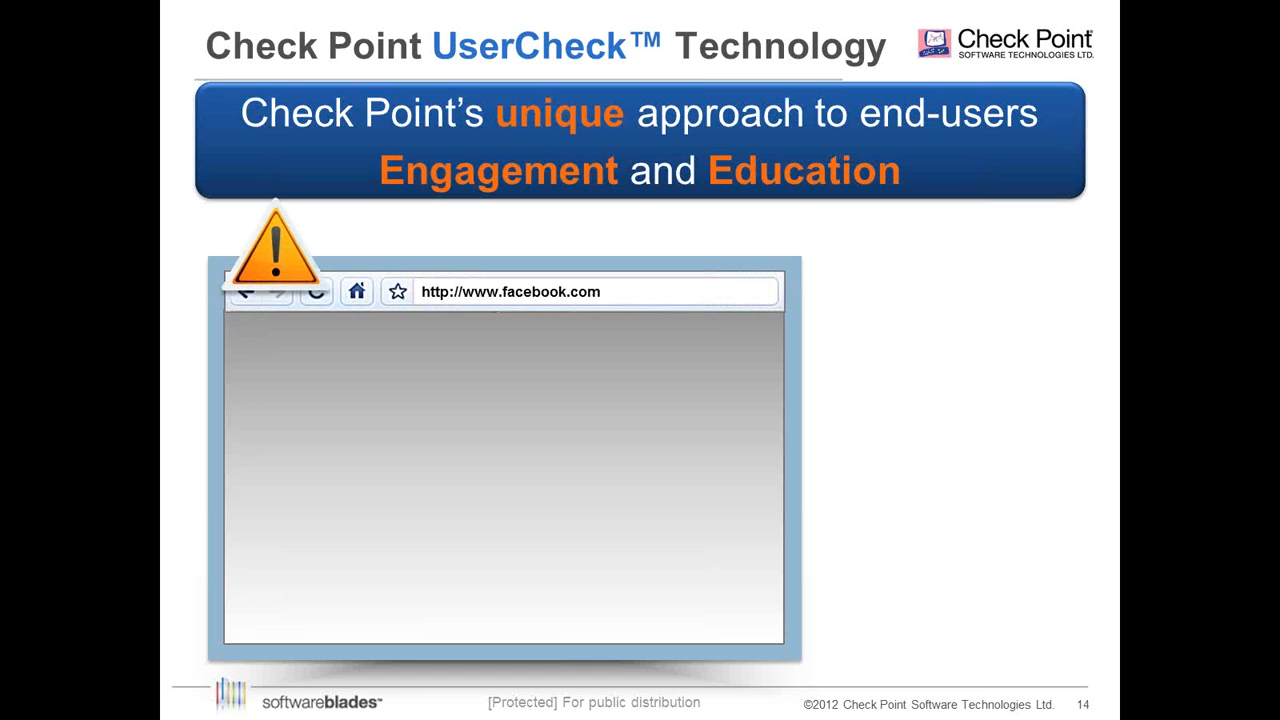 Check Point UserCheck™ Technology
Check Point
SOFTWARE TECHNOLOGIES LTD.
Check Point’s unique approach to end-users
Engagement and Education
http://www.facebook.com
softwareblades™
[Protected] For public distribution
©2012 Check Point Software Technologies Ltd.
14